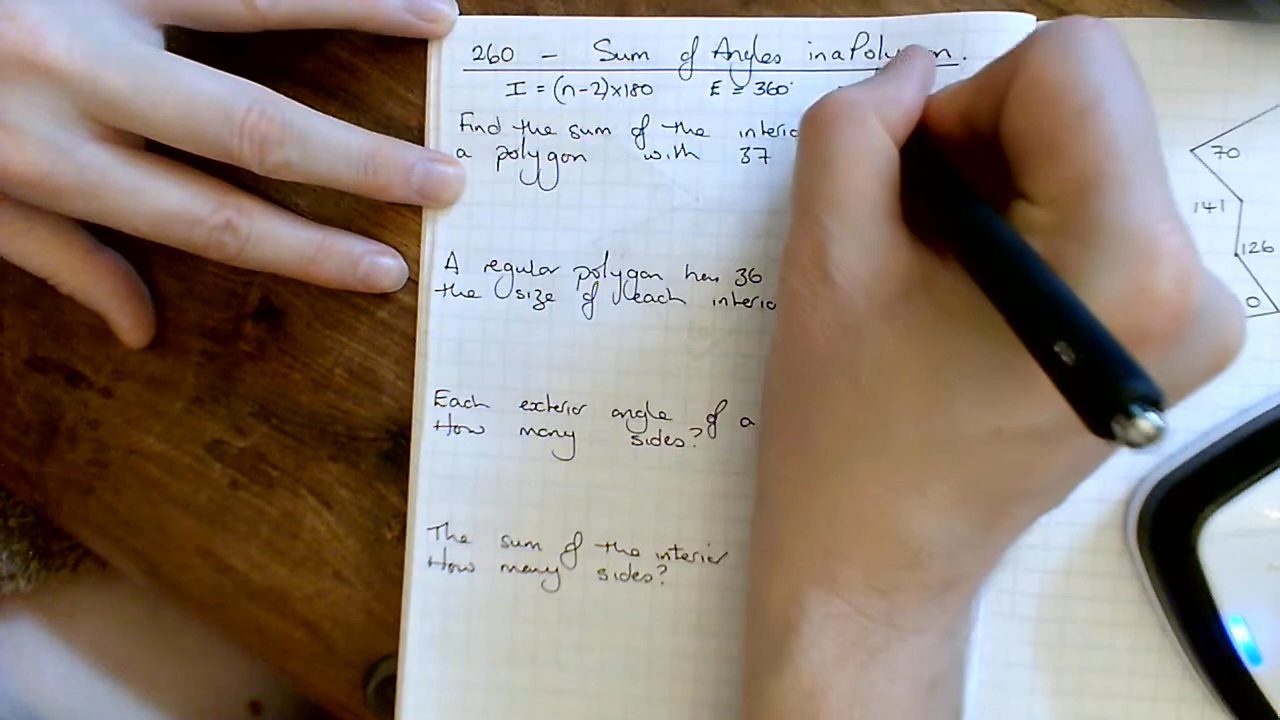 260 - Sum of Angles in a Polygon.
I = (n-2)×180 E = 360°
Find the sum of the
a polygon with 37
A regular polygon has 36
the size of each
Each exterior angle of a
How many sides?
The sum of the interior
How many sides?
70
141
126
0